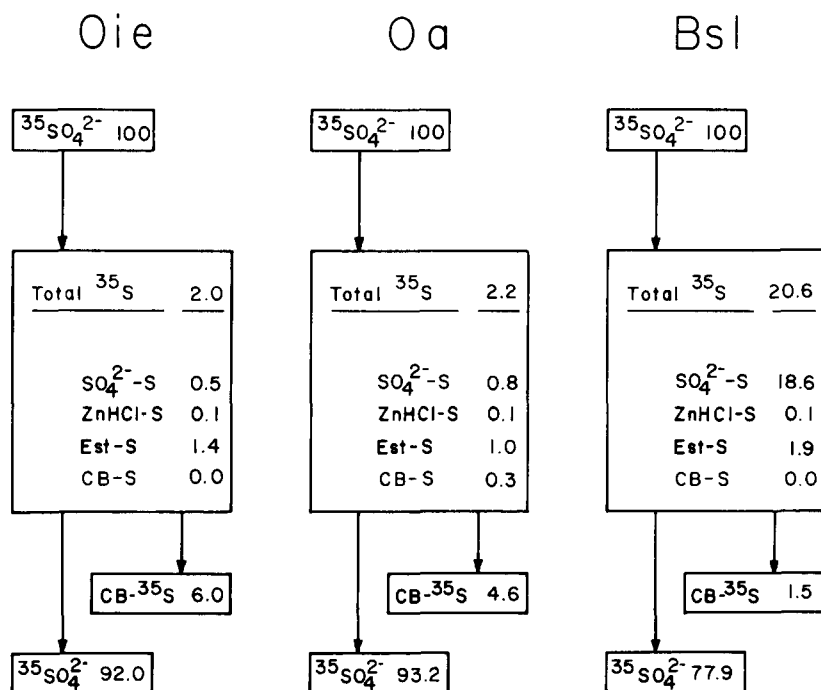 Oie
³⁵SO₄²⁻ 100
Total ³⁵S 2.0
SO₄²⁻-S 0.5
ZnHCl-S 0.1
Est-S 1.4
CB-S 0.0
CB-³⁵S 6.0
³⁵SO₄²⁻ 92.0
Oa
³⁵SO₄²⁻ 100
Total ³⁵S 2.2
SO₄²⁻-S 0.8
ZnHCl-S 0.1
Est-S 1.0
CB-S 0.3
CB-³⁵S 4.6
³⁵SO₄²⁻ 93.2
Bsl
³⁵SO₄²⁻ 100
Total ³⁵S 20.6
SO₄²⁻-S 18.6
ZnHCl-S 0.1
Est-S 1.9
CB-S 0.0
CB-³⁵S 1.5
³⁵SO₄²⁻ 77.9